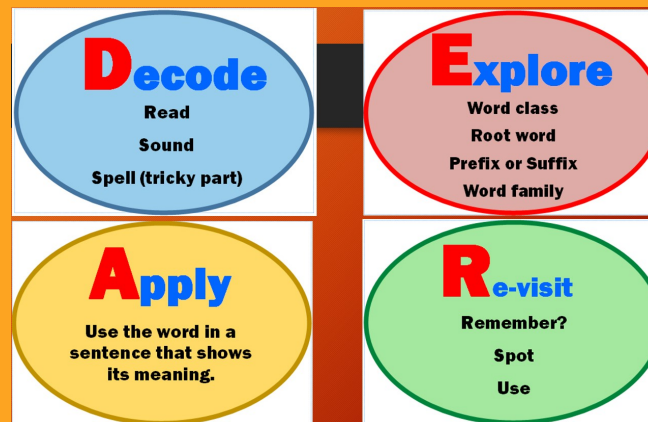 Decode
Read
Sound
Spell (tricky part)
Explore
Word class
Root word
Prefix or Suffix
Word family
Apply
Use the word in a
sentence that shows
its meaning.
Re-visit
Remember?
Spot
Use